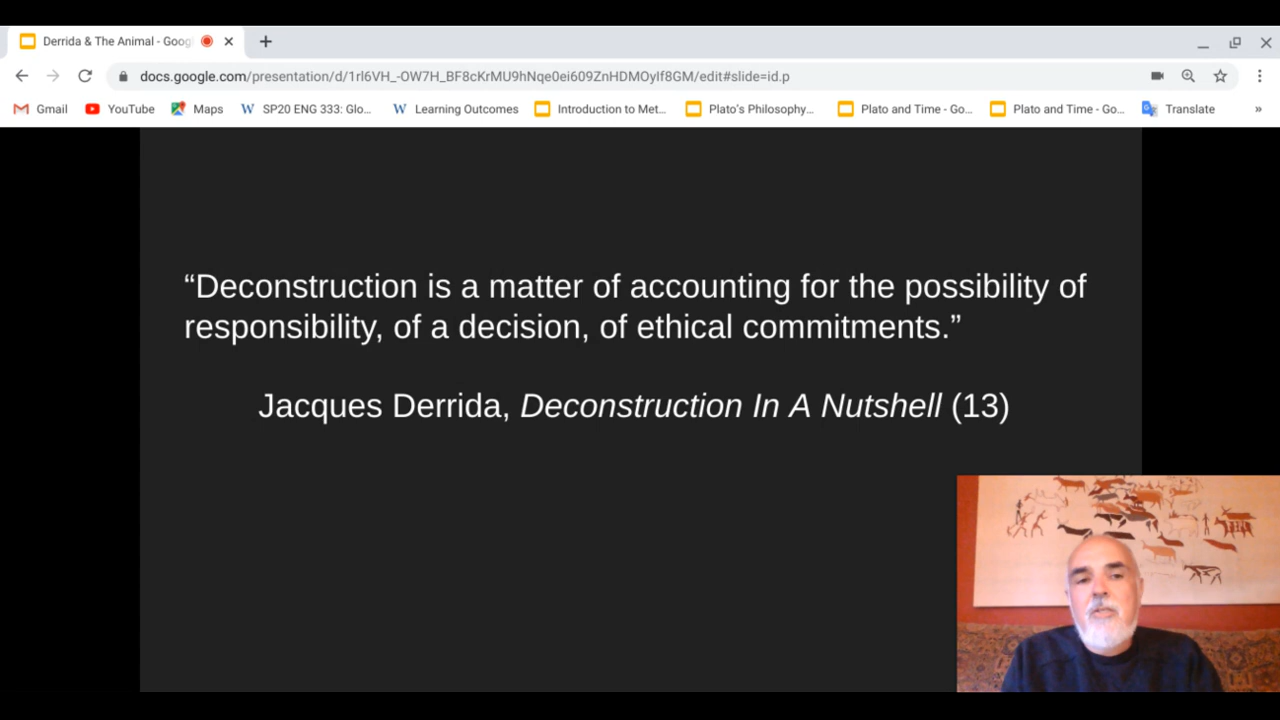 Derrida & The Animal - Goog
docs.google.com/presentation/d/1rl6VH_-OW7H_BF8cKrMU9hNqe0ei609ZnHDMOyIf8GM/edit#slide=id.p
Gmail YouTube Maps SP20 ENG 333: Glo... Learning Outcomes Introduction to Met... Plato's Philosophy... Plato and Time - Go... Plato and Time - Go... Translate »
“Deconstruction is a matter of accounting for the possibility of
responsibility, of a decision, of ethical commitments.”
Jacques Derrida, Deconstruction In A Nutshell (13)